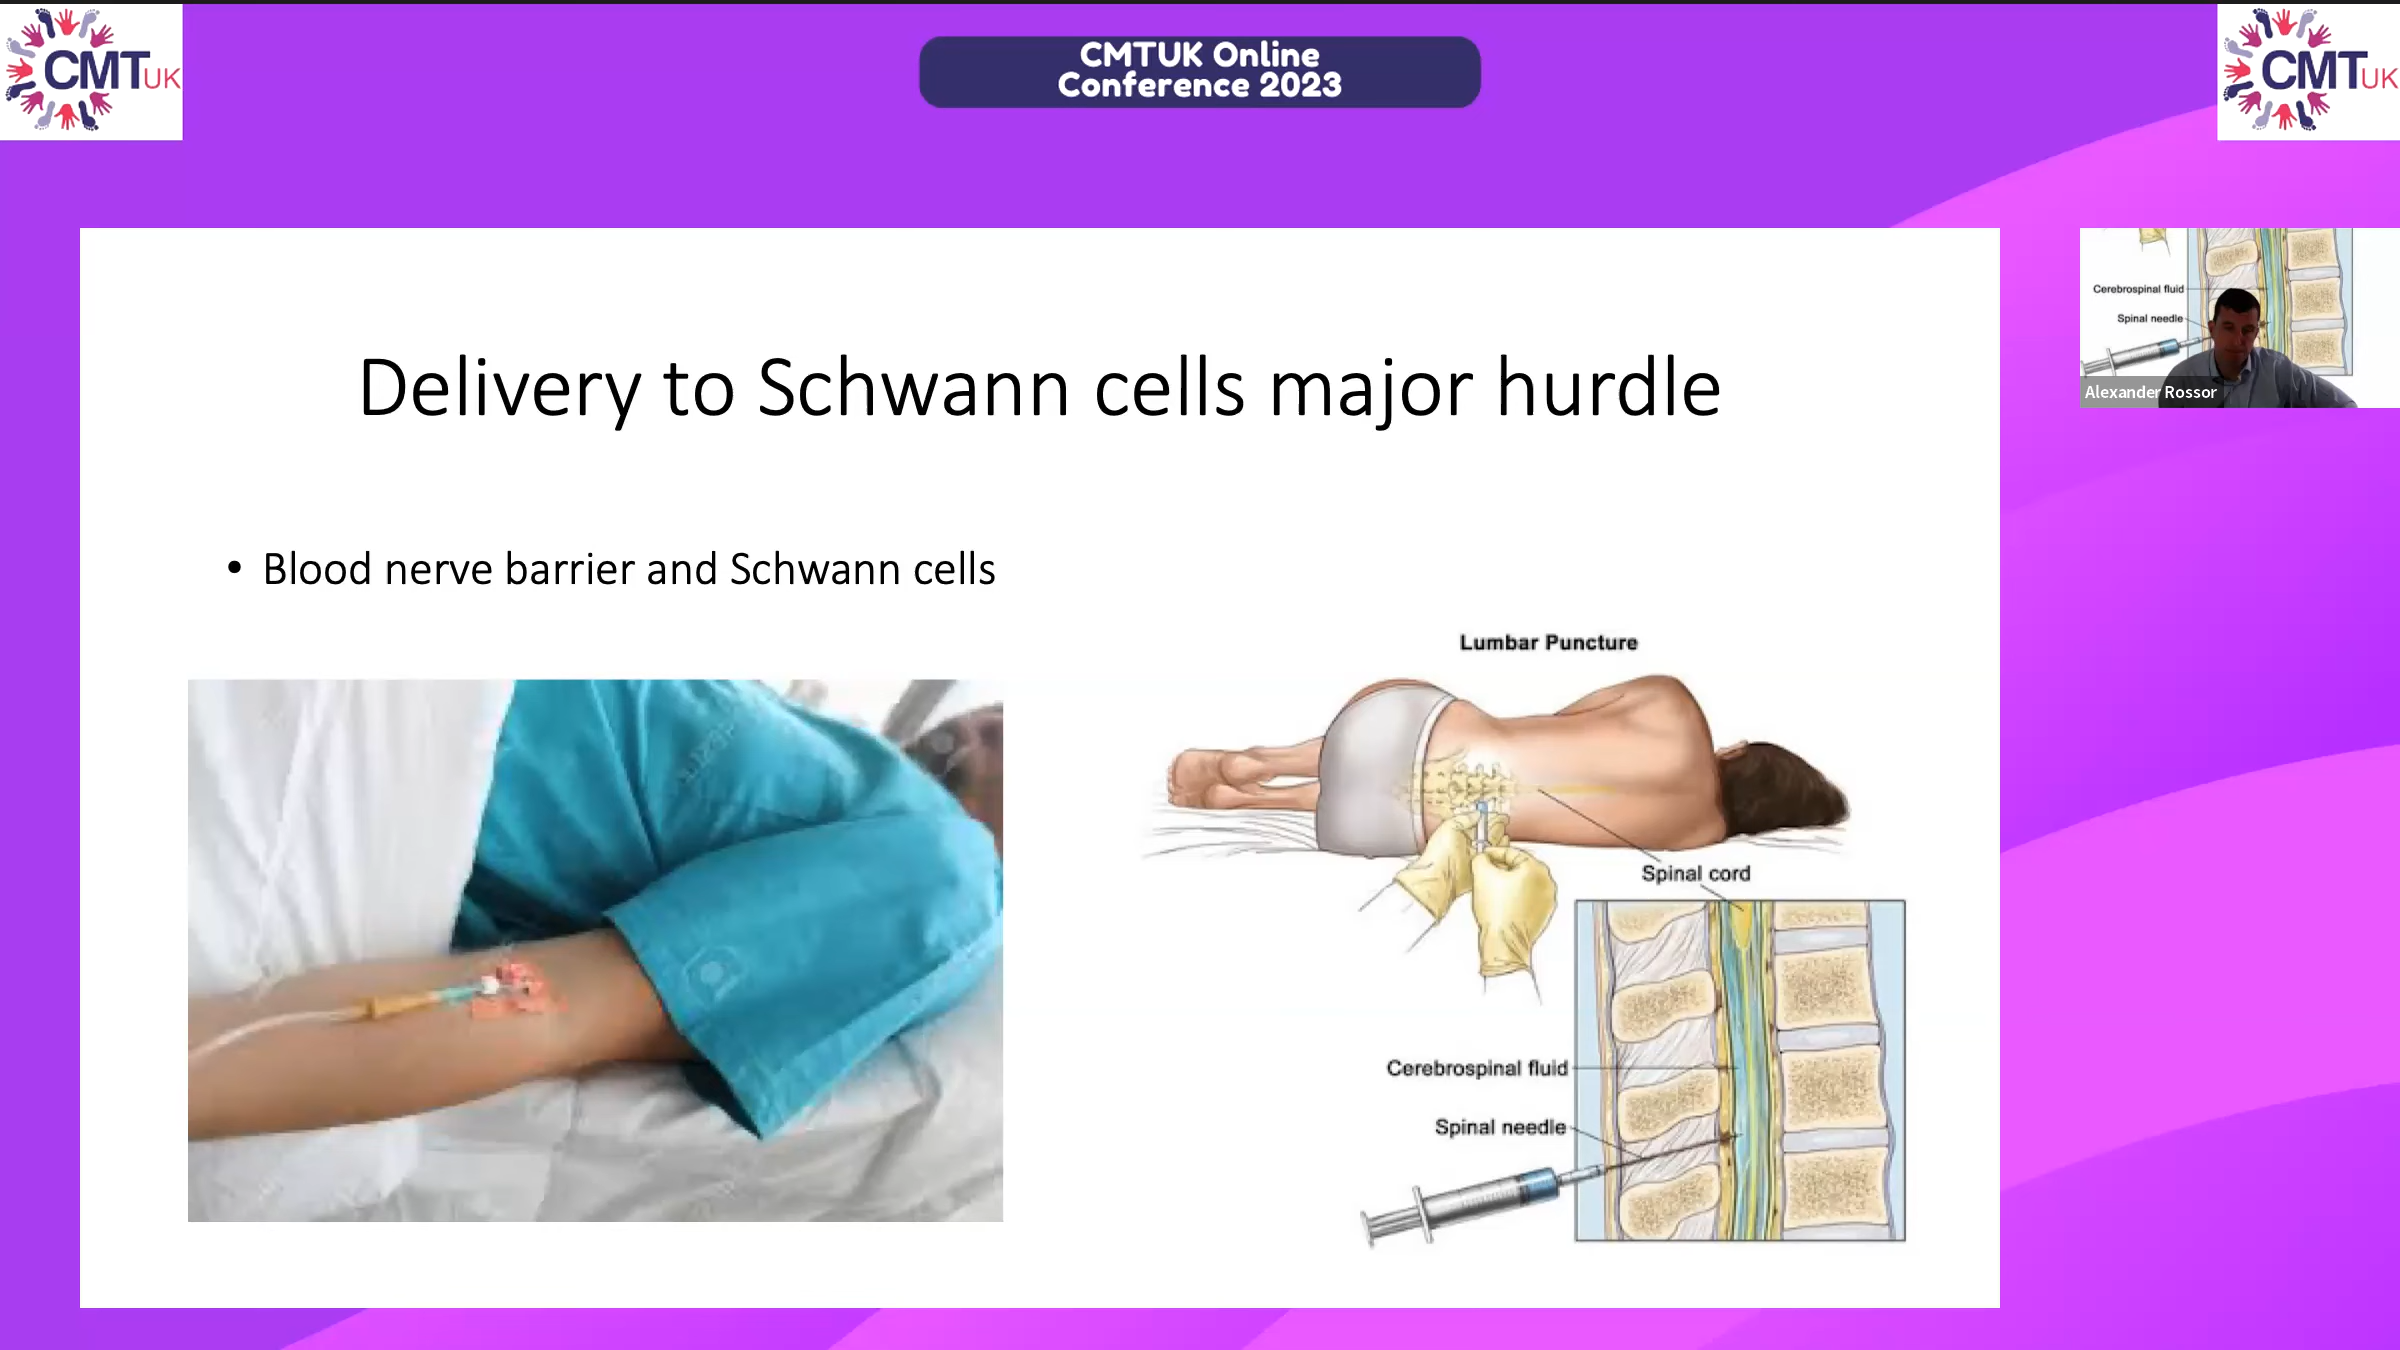 CMTUK
CMTUK Online
Conference 2023
CMTUK
Delivery to Schwann cells major hurdle
• Blood nerve barrier and Schwann cells
Lumbar Puncture
Spinal cord
Cerebrospinal fluid
Spinal needle
Cerebrospinal fluid
Spinal needle
Alexander Rossor